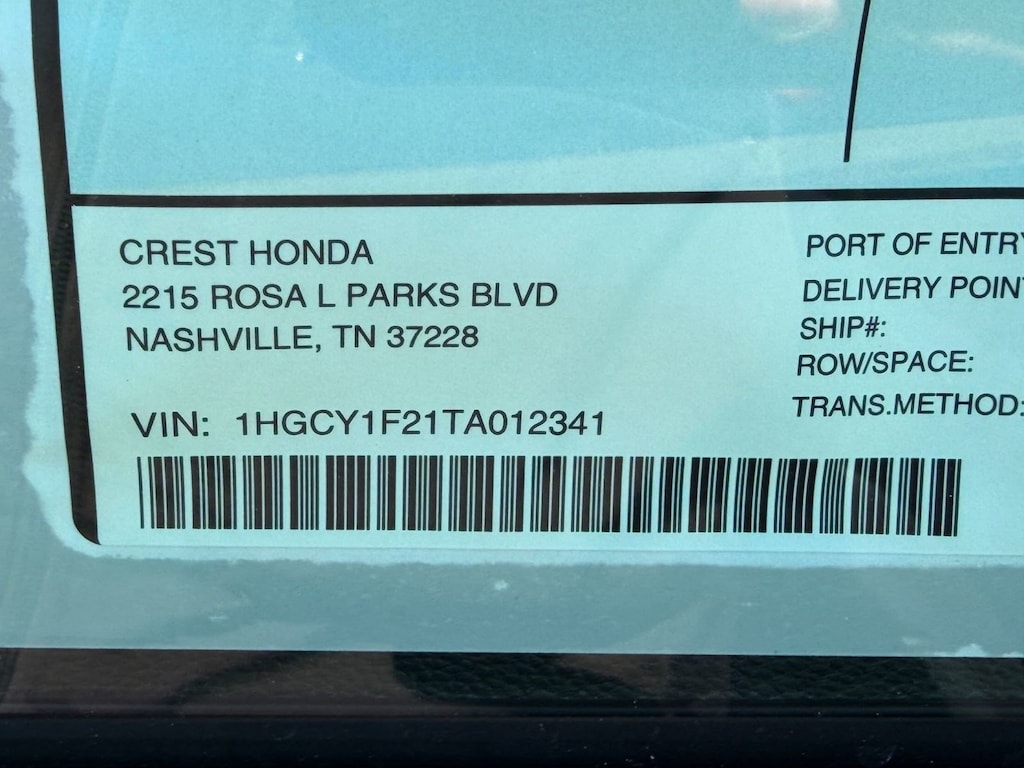 CREST HONDA
2215 ROSA L PARKS BLVD
NASHVILLE, TN 37228
VIN: 1HGCY1F21TA012341
PORT OF ENTRY
DELIVERY POINT
SHIP#:
ROW/SPACE:
TRANS.METHOD: